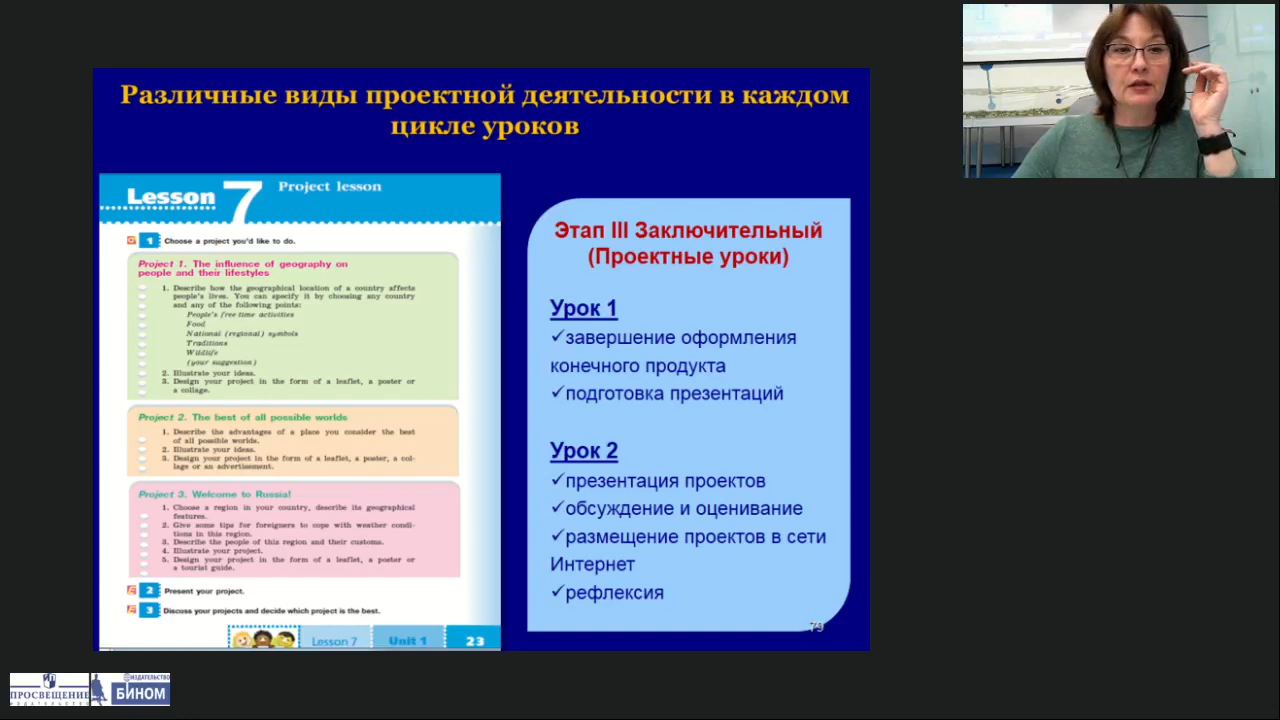 Различные виды проектной деятельности в каждом
цикле уроков
Lesson 7
Project lesson
1 Choose a project you'd like to do.
Project 1. The influence of geography on
people and their lifestyles
1. Describe how the geographical location of a country affects
people's lives. You can specify it by choosing any country
and any of the following points:
People's free time activities
Food
National (regional) symbols
Traditions
Wildlife
(your suggestion)
2. Illustrate your ideas.
3. Design your project in the form of a leaflet, a poster or
a collage.
Project 2. The best of all possible worlds
1. Describe the advantages of a place you consider the best
of all possible worlds.
2. Illustrate your ideas.
3. Design your project in the form of a leaflet, a poster, a col-
lage or an advertisement.
Project 3. Welcome to Russia!
1. Choose a region in your country, describe its geographical
features.
2. Give some tips for foreigners to cope with weather condi-
tions in this region.
3. Describe the people of this region and their customs.
4. Illustrate your project.
5. Design your project in the form of a leaflet, a poster or
a tourist guide.
2 Present your project.
3 Discuss your projects and decide which project is the best.
Lesson 7 Unit 1 23
Этап III Заключительный
(Проектные уроки)
Урок 1
✓завершение оформления
конечного продукта
✓подготовка презентаций
Урок 2
✓презентация проектов
✓обсуждение и оценивание
✓размещение проектов в сети
Интернет
✓рефлексия
79
ПРОСВЕЩЕНИЕ
ИЗДАТЕЛЬСТВО
ИЗДАТЕЛЬСТВО
БИНОМ